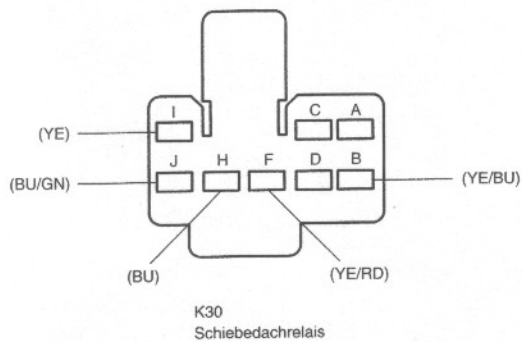 I C A
(YE)
J H F D B
(BU/GN) (YE/BU)
(BU) (YE/RD)
K30
Schiebedachrelais